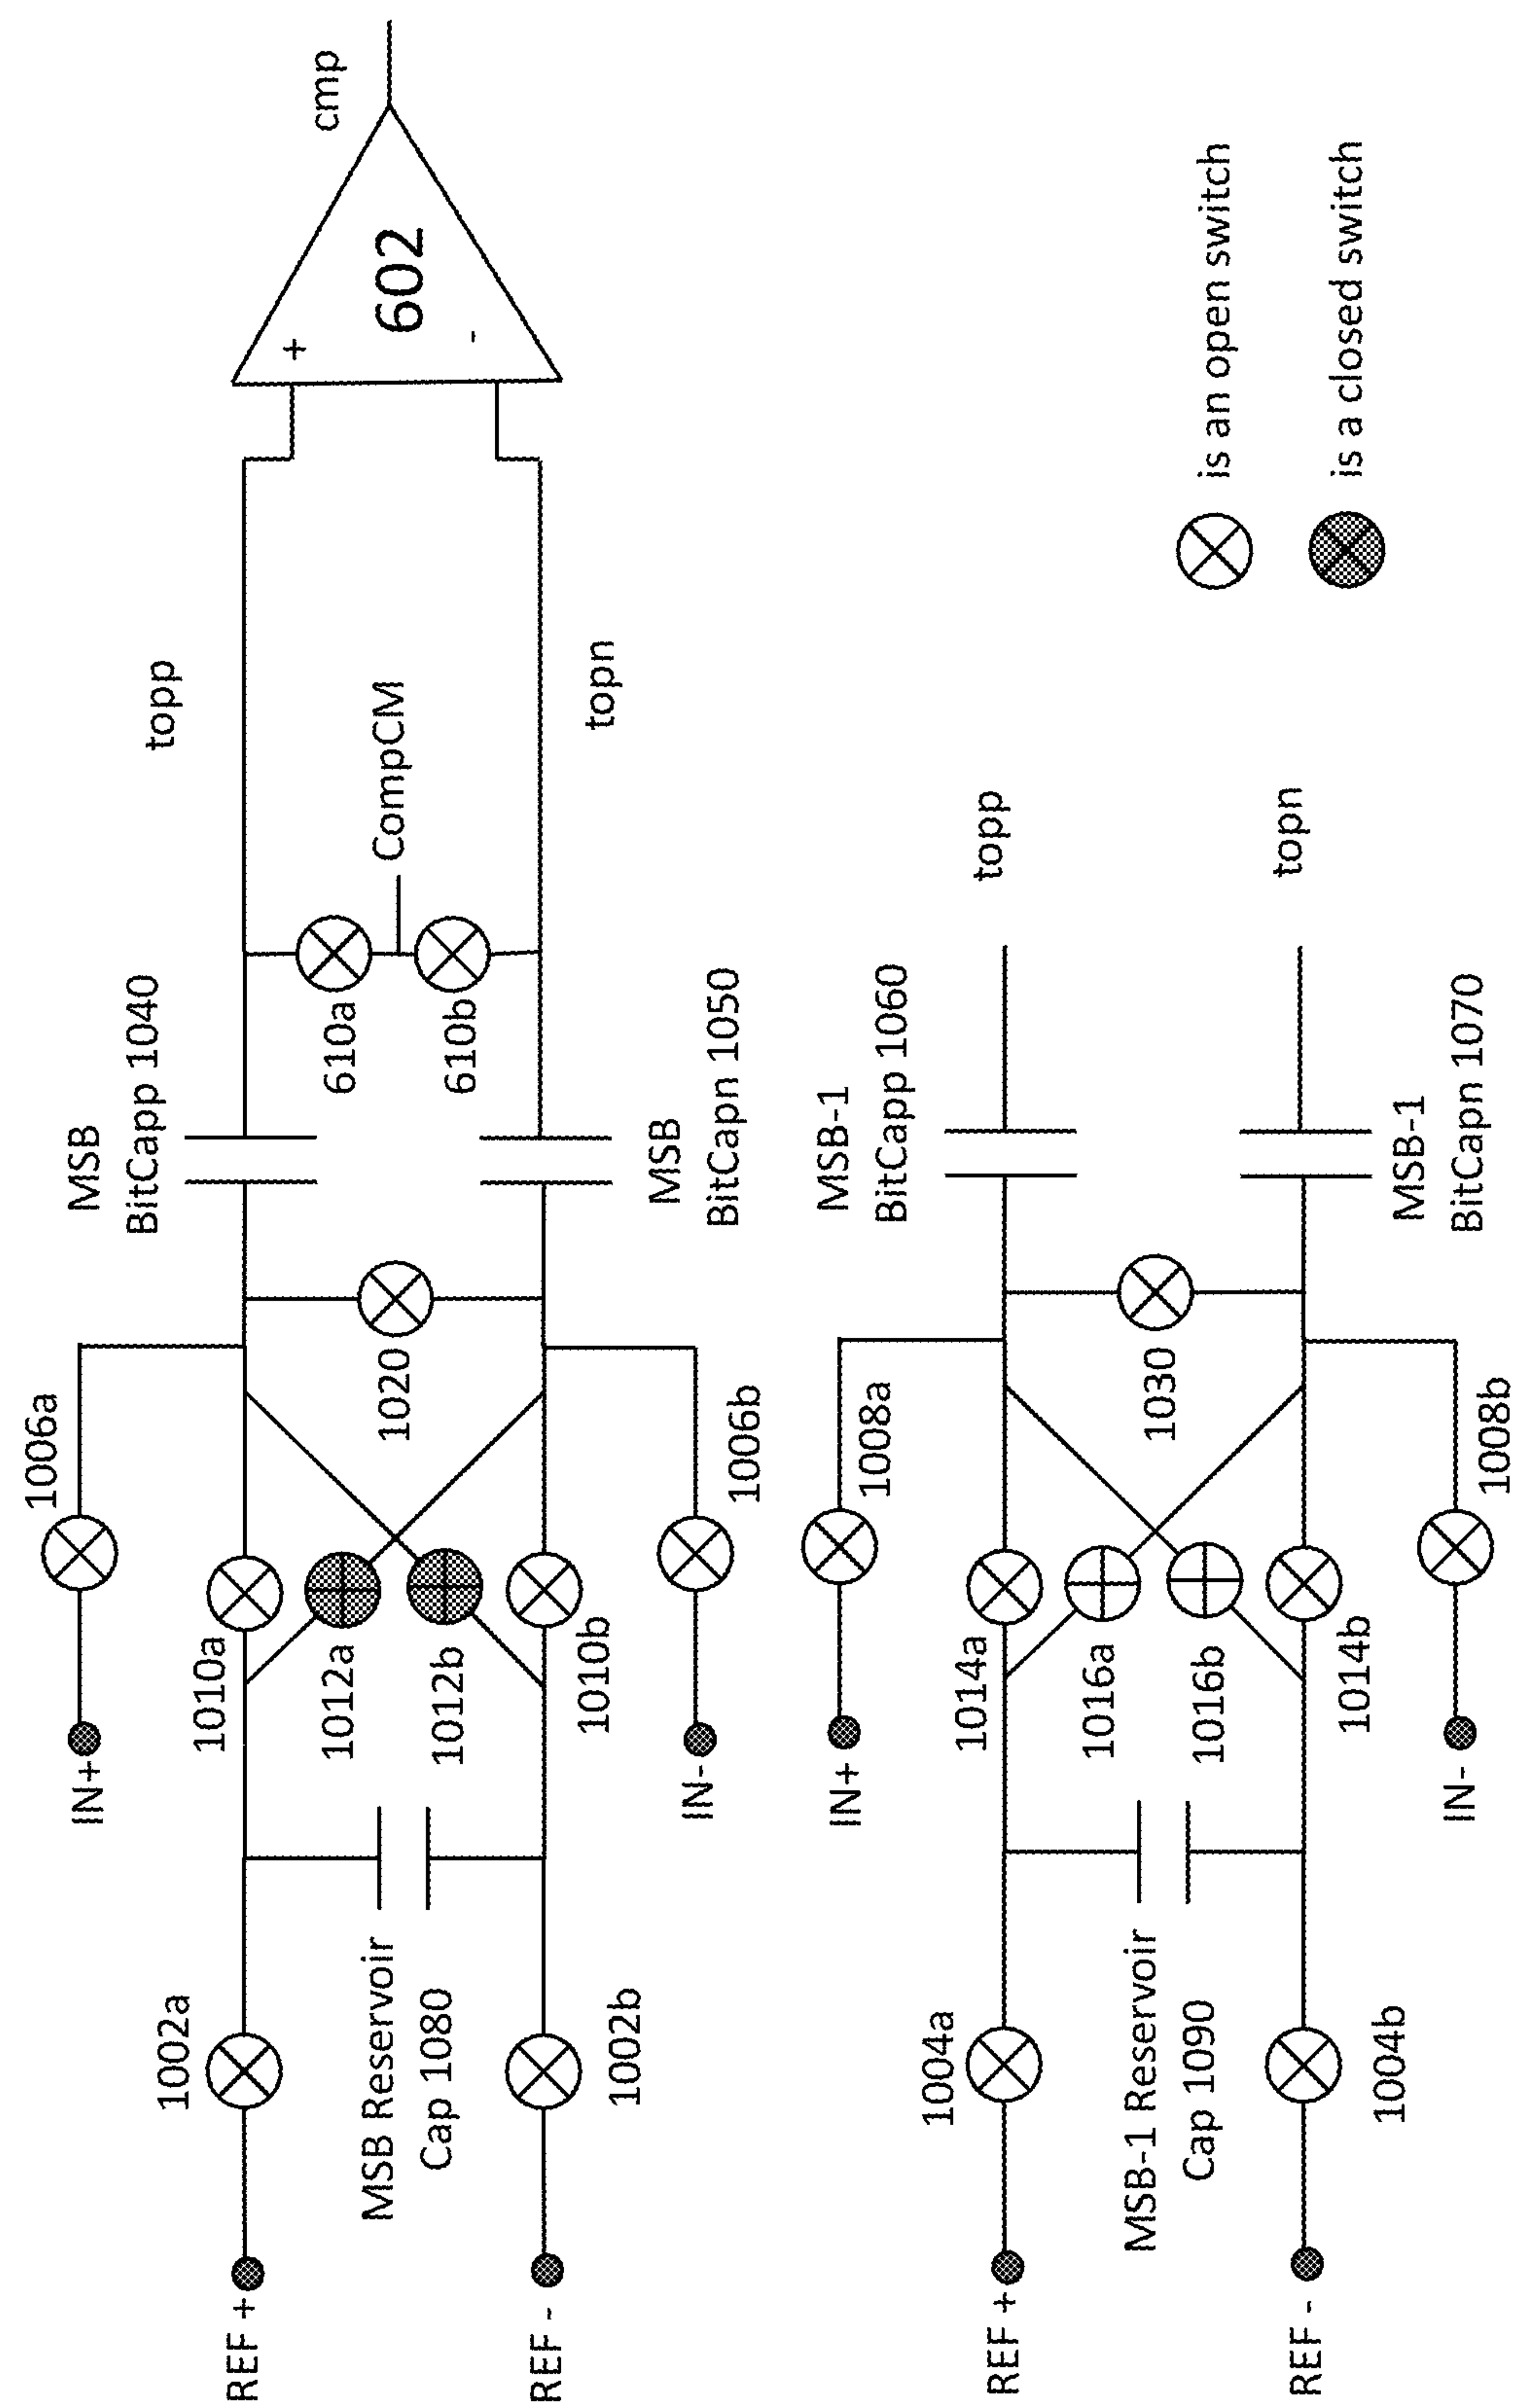 1006a
IN+
MSB
BitCapp 1040
topp
cmp
REF +
1002a
1010a
MSB Reservoir
Cap 1080
1012a
1012b
1020
610a
610b
CompCM
+
-
602
REF -
1002b
1010b
IN-
1006b
MSB
BitCapn 1050
topn
IN+
1008a
MSB-1
BitCapp 1060
topp
REF +
1004a
1014a
MSB-1 Reservoir
Cap 1090
1016a
1016b
1030
REF -
1004b
1014b
topn
IN-
1008b
MSB-1
BitCapn 1070
is an open switch
is a closed switch